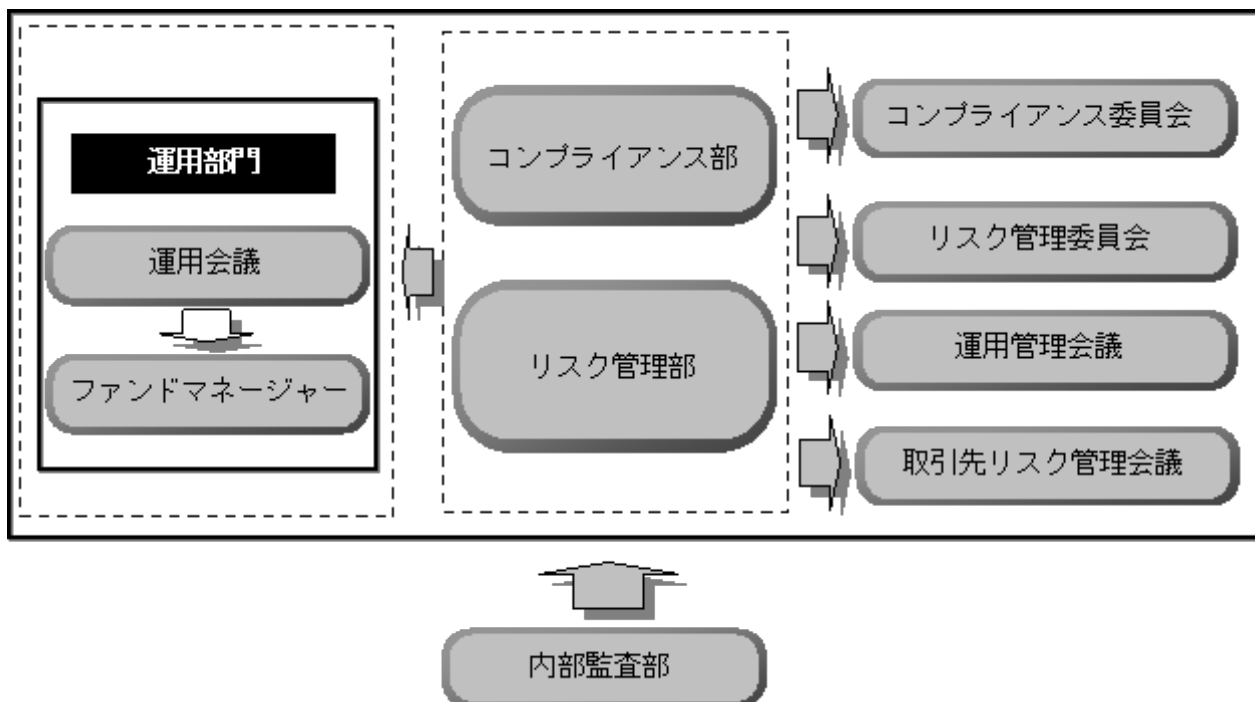 運用部門
運用会議
ファンドマネージャー
コンプライアンス部
リスク管理部
コンプライアンス委員会
リスク管理委員会
運用管理会議
取引先リスク管理会議
内部監査部